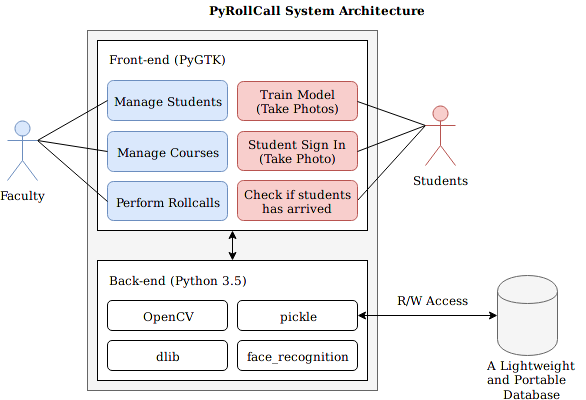 PyRollCall System Architecture
Front-end (PyGTK)
Manage Students
Train Model
(Take Photos)
Manage Courses
Student Sign In
(Take Photo)
Perform Rollcalls
Check if students
has arrived
Faculty
Students
Back-end (Python 3.5)
OpenCV
pickle
dlib
face_recognition
R/W Access
A Lightweight
and Portable
Database